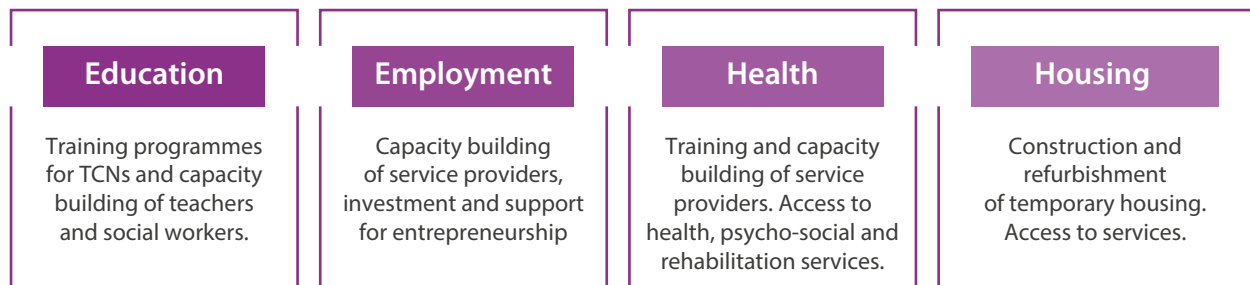 Education
Training programmes
for TCNs and capacity
building of teachers
and social workers.
Employment
Capacity building
of service providers,
investment and support
for entrepreneurship
Health
Training and capacity
building of service
providers. Access to
health, psycho-social and
rehabilitation services.
Housing
Construction and
refurbishment
of temporary housing.
Access to services.